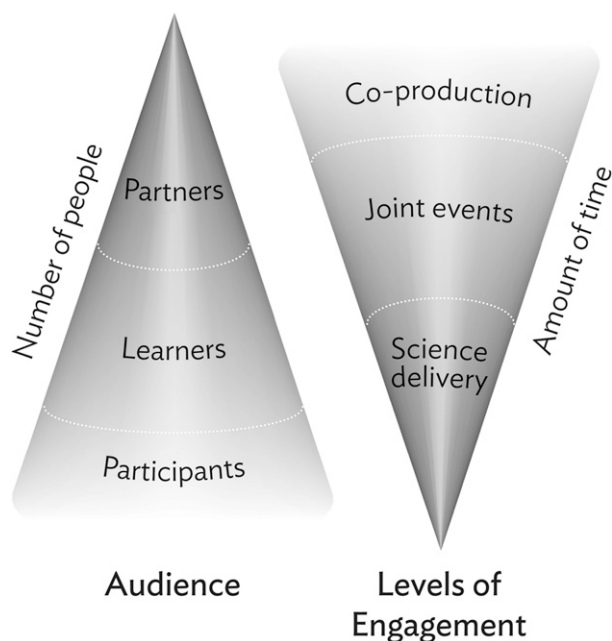 Number of people
Partners
Learners
Participants
Audience
Co-production
Joint events
Science
delivery
Amount of time
Levels of
Engagement